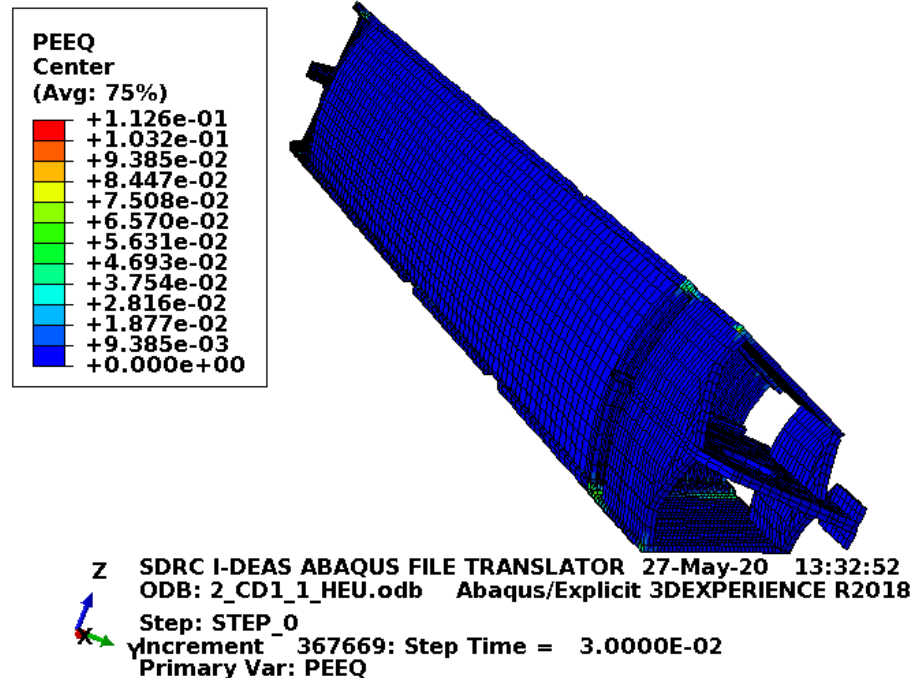 PEEQ
Center
(Avg: 75%)
+1.126e-01
+1.032e-01
+9.385e-02
+8.447e-02
+7.508e-02
+6.570e-02
+5.631e-02
+4.693e-02
+3.754e-02
+2.816e-02
+1.877e-02
+9.385e-03
+0.000e+00
Z
X
Y
SDRC I-DEAS ABAQUS FILE TRANSLATOR 27-May-20 13:32:52
ODB: 2_CD1_1_HEU.odb Abaqus/Explicit 3DEXPERIENCE R2018
Step: STEP_0
Increment 367669: Step Time = 3.0000E-02
Primary Var: PEEQ